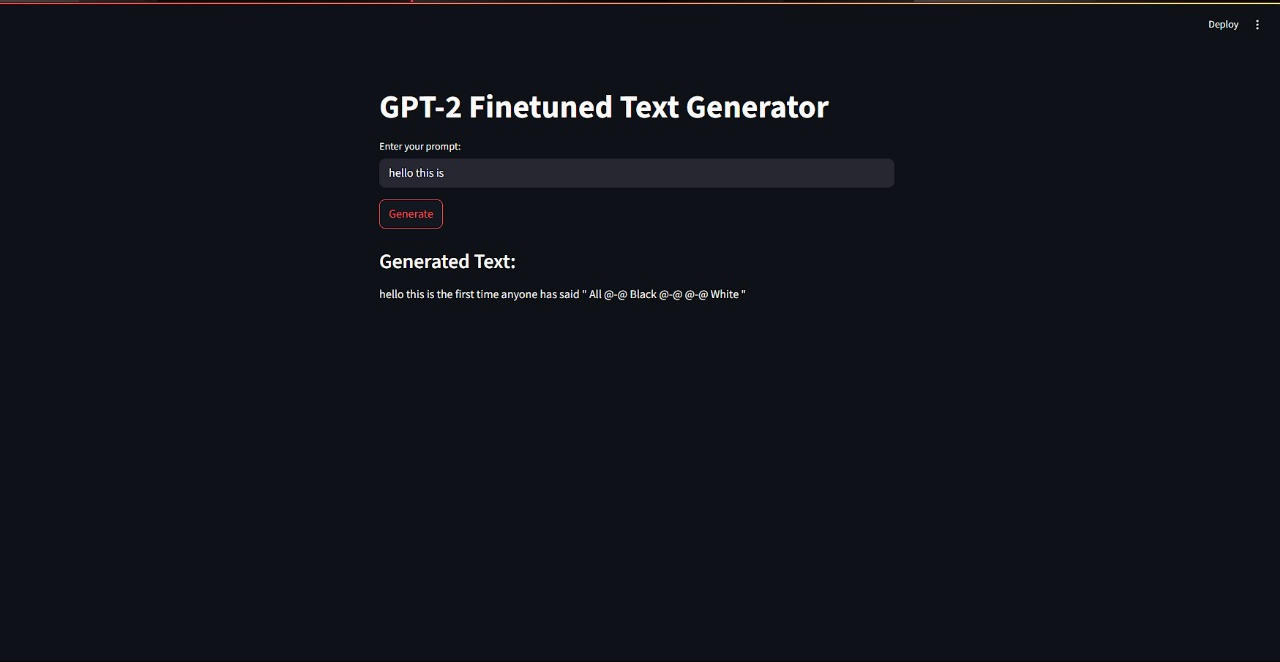 Deploy
GPT-2 Finetuned Text Generator
Enter your prompt:
hello this is
Generate
Generated Text:
hello this is the first time anyone has said " All @-@ Black @-@ @-@ White "